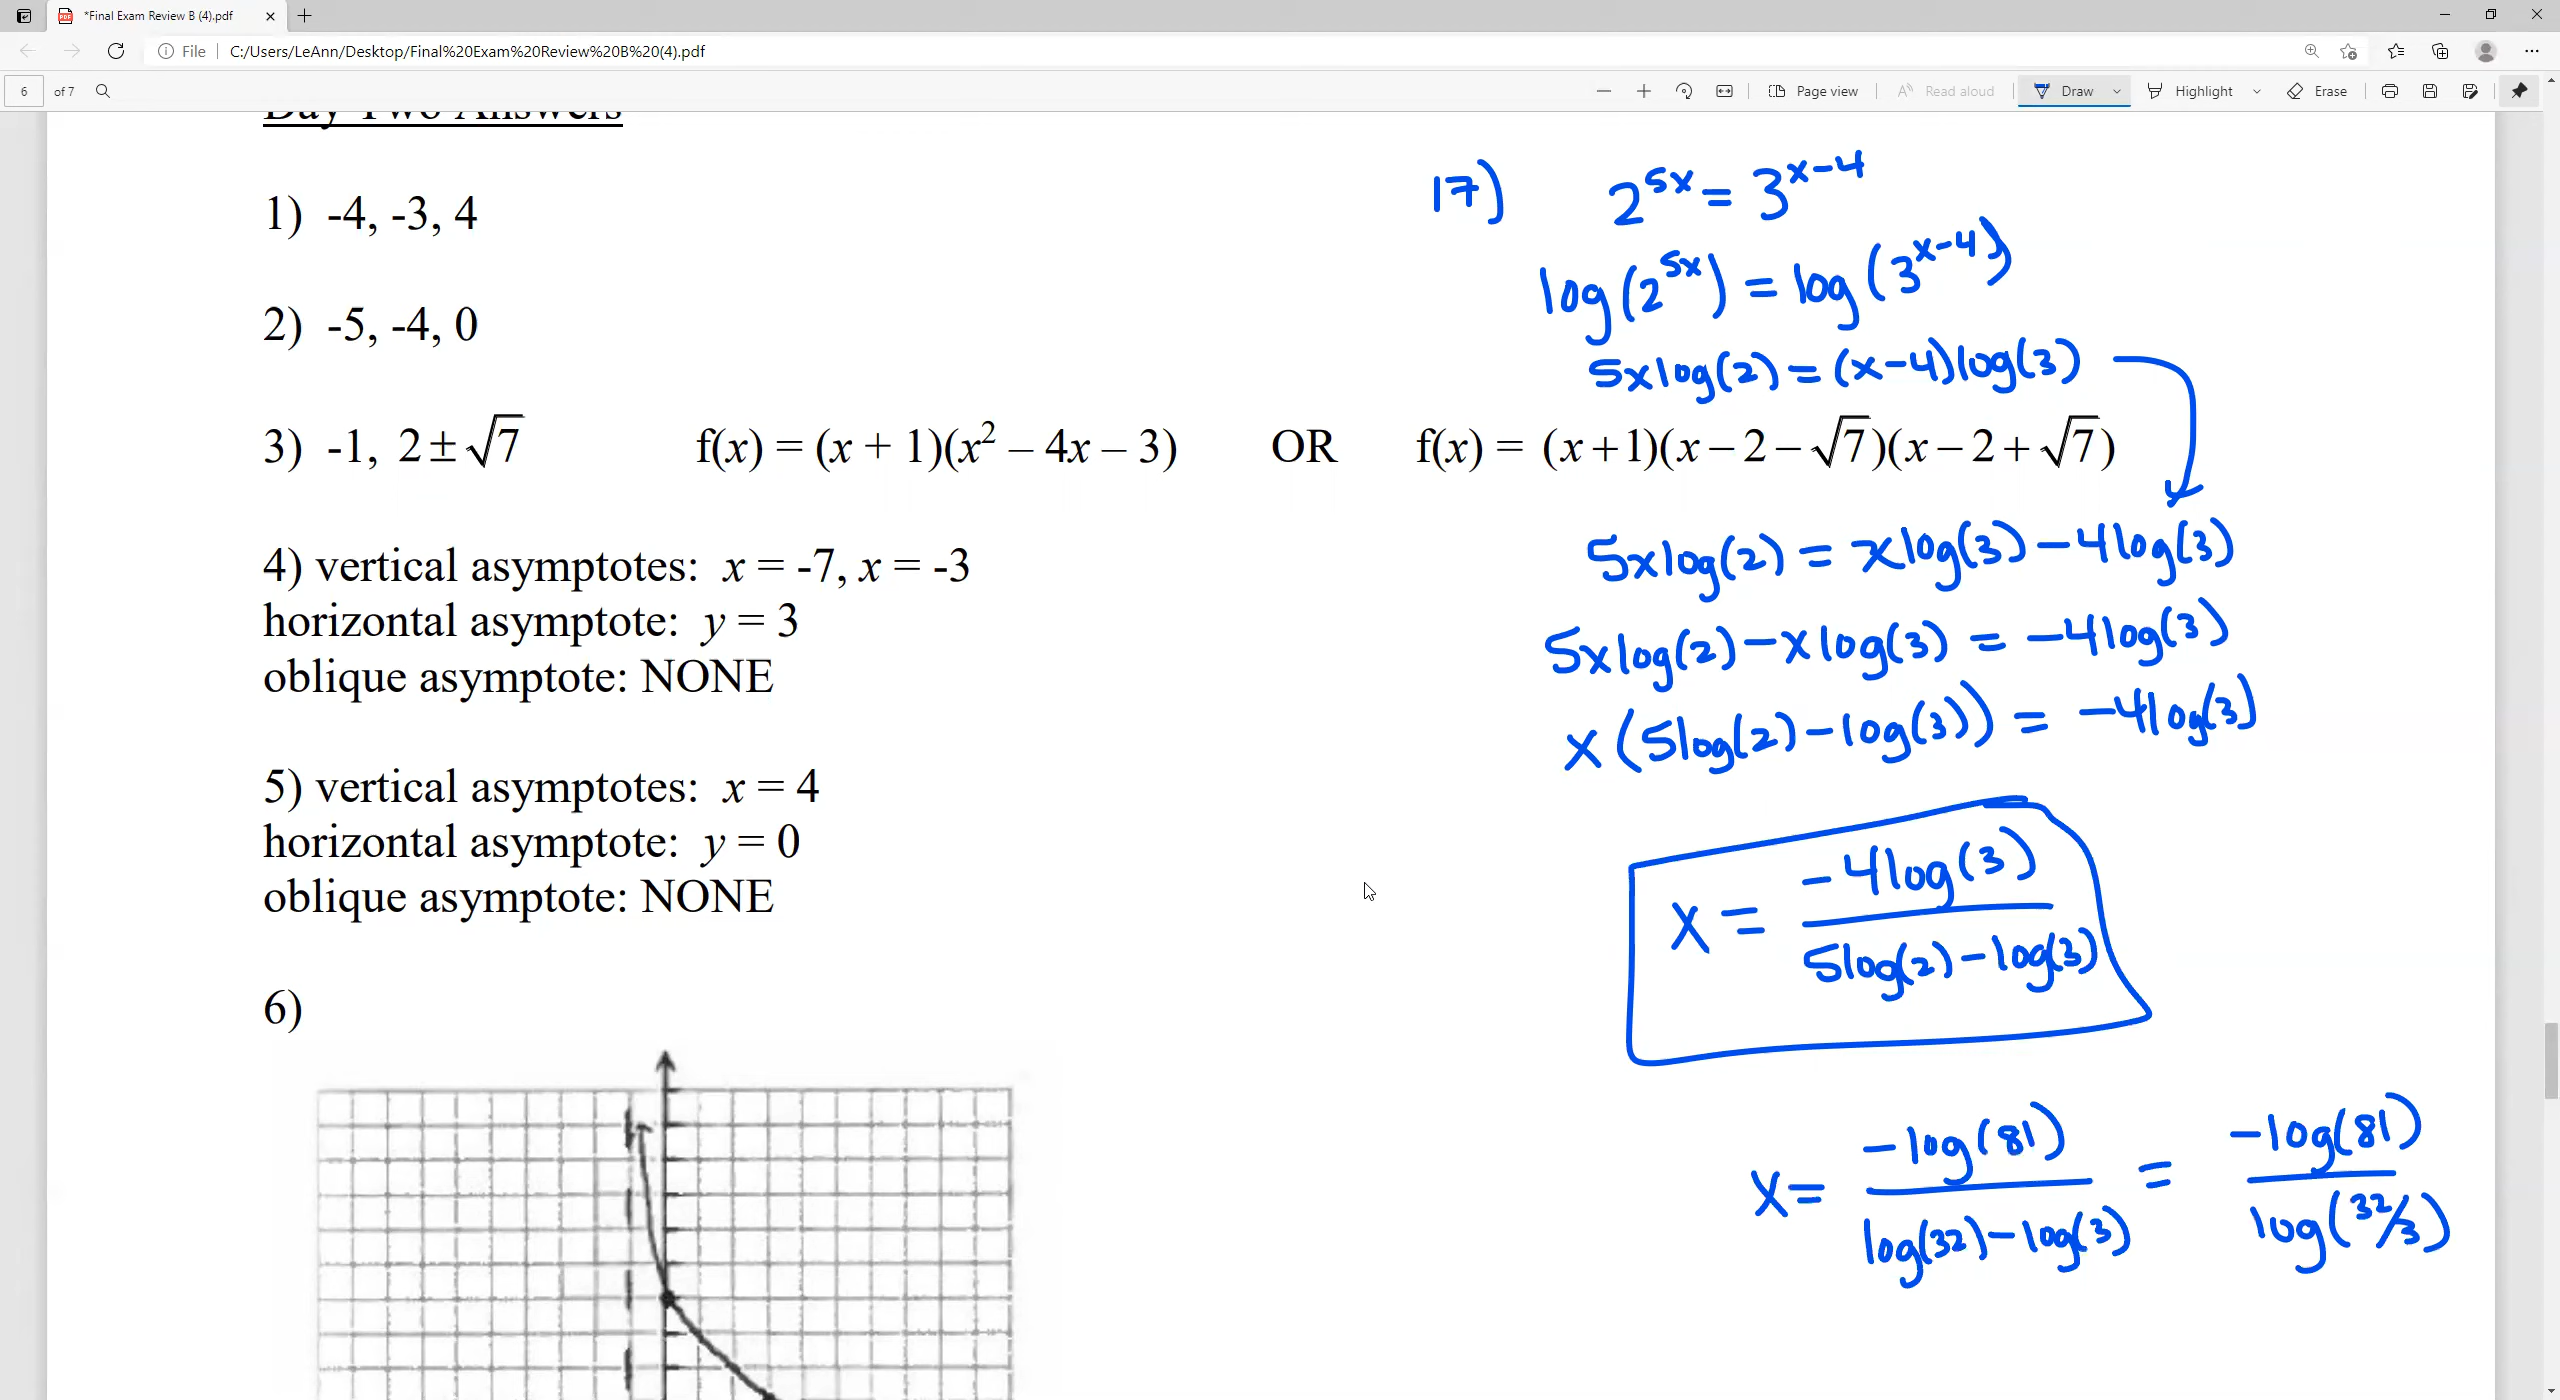 *Final Exam Review B (4).pdf
File C:/Users/LeAnn/Desktop/Final%20Exam%20Review%20B%20(4).pdf
6 of 7 Page view Read aloud Draw Highlight Erase
Day Two Answers
1) -4, -3, 4
2) -5, -4, 0
3) -1, 2 ± √7 f(x) = (x + 1)(x² – 4x – 3) OR f(x) = (x+1)(x−2−√7)(x−2+√7)
4) vertical asymptotes: x = -7, x = -3
horizontal asymptote: y = 3
oblique asymptote: NONE
5) vertical asymptotes: x = 4
horizontal asymptote: y = 0
oblique asymptote: NONE
6)
17) 2^(5x) = 3^(x−4)
log(2^(5x)) = log(3^(x−4))
5xlog(2) = (x−4)log(3)
5xlog(2) = xlog(3) − 4log(3)
5xlog(2) − xlog(3) = −4log(3)
x(5log(2) − log(3)) = −4log(3)
x = −4log(3) / 5log(2) − log(3)
x = −log(81) / log(32) − log(3) = −log(81) / log(32/3)